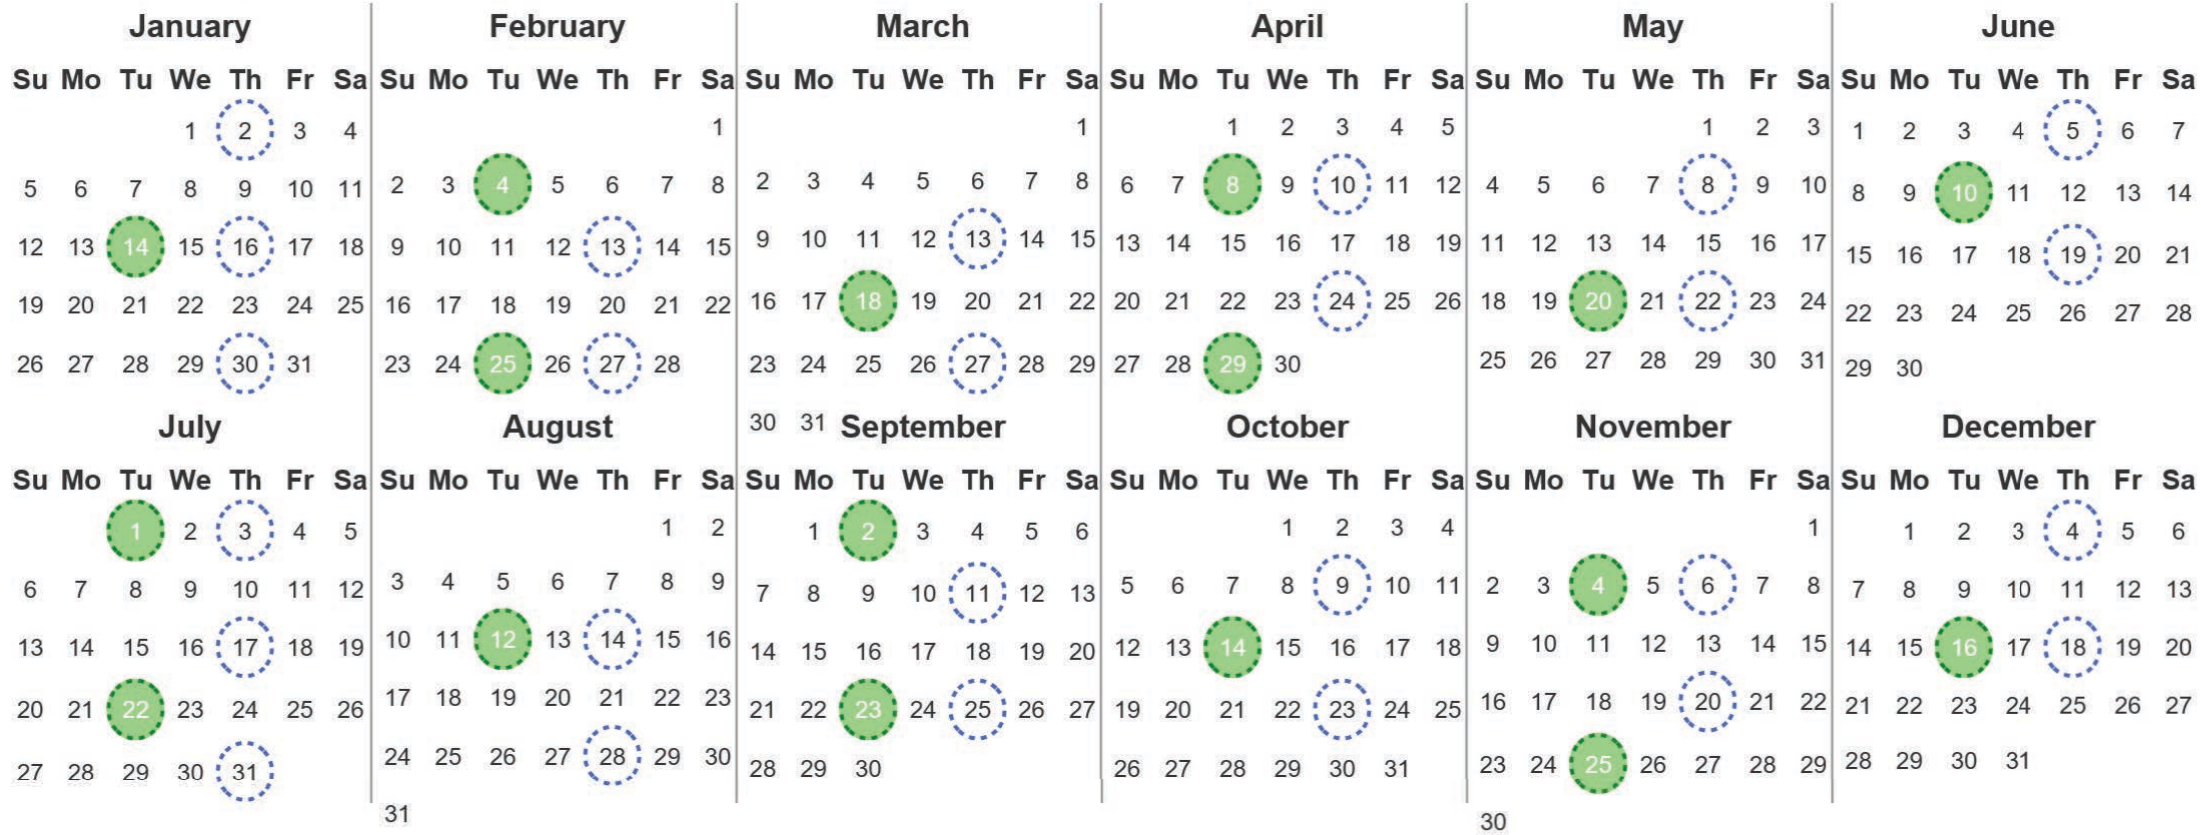 January February March April May June
Su Mo Tu We Th Fr Sa Su Mo Tu We Th Fr Sa Su Mo Tu We Th Fr Sa Su Mo Tu We Th Fr Sa Su Mo Tu We Th Fr Sa Su Mo Tu We Th Fr Sa
1 2 3 4 1 1 1 2 3 4 5 1 2 3 1 2 3 4 5 6 7
5 6 7 8 9 10 11 2 3 4 5 6 7 8 2 3 4 5 6 7 8 6 7 8 9 10 11 12 4 5 6 7 8 9 10 8 9 10 11 12 13 14
12 13 14 15 16 17 18 9 10 11 12 13 14 15 9 10 11 12 13 14 15 13 14 15 16 17 18 19 11 12 13 14 15 16 17 15 16 17 18 19 20 21
19 20 21 22 23 24 25 16 17 18 19 20 21 22 16 17 18 19 20 21 22 20 21 22 23 24 25 26 18 19 20 21 22 23 24 22 23 24 25 26 27 28
26 27 28 29 30 31 23 24 25 26 27 28 23 24 25 26 27 28 29 27 28 29 30 25 26 27 28 29 30 31 29 30
30 31
July August September October November December
Su Mo Tu We Th Fr Sa Su Mo Tu We Th Fr Sa Su Mo Tu We Th Fr Sa Su Mo Tu We Th Fr Sa Su Mo Tu We Th Fr Sa Su Mo Tu We Th Fr Sa
1 2 3 4 5 1 2 1 2 3 4 5 6 1 2 3 4 1 1 2 3 4 5 6
6 7 8 9 10 11 12 3 4 5 6 7 8 9 7 8 9 10 11 12 13 5 6 7 8 9 10 11 2 3 4 5 6 7 8 7 8 9 10 11 12 13
13 14 15 16 17 18 19 10 11 12 13 14 15 16 14 15 16 17 18 19 20 12 13 14 15 16 17 18 9 10 11 12 13 14 15 14 15 16 17 18 19 20
20 21 22 23 24 25 26 17 18 19 20 21 22 23 21 22 23 24 25 26 27 19 20 21 22 23 24 25 16 17 18 19 20 21 22 21 22 23 24 25 26 27
27 28 29 30 31 24 25 26 27 28 29 30 28 29 30 26 27 28 29 30 31 23 24 25 26 27 28 29 28 29 30 31
31 30